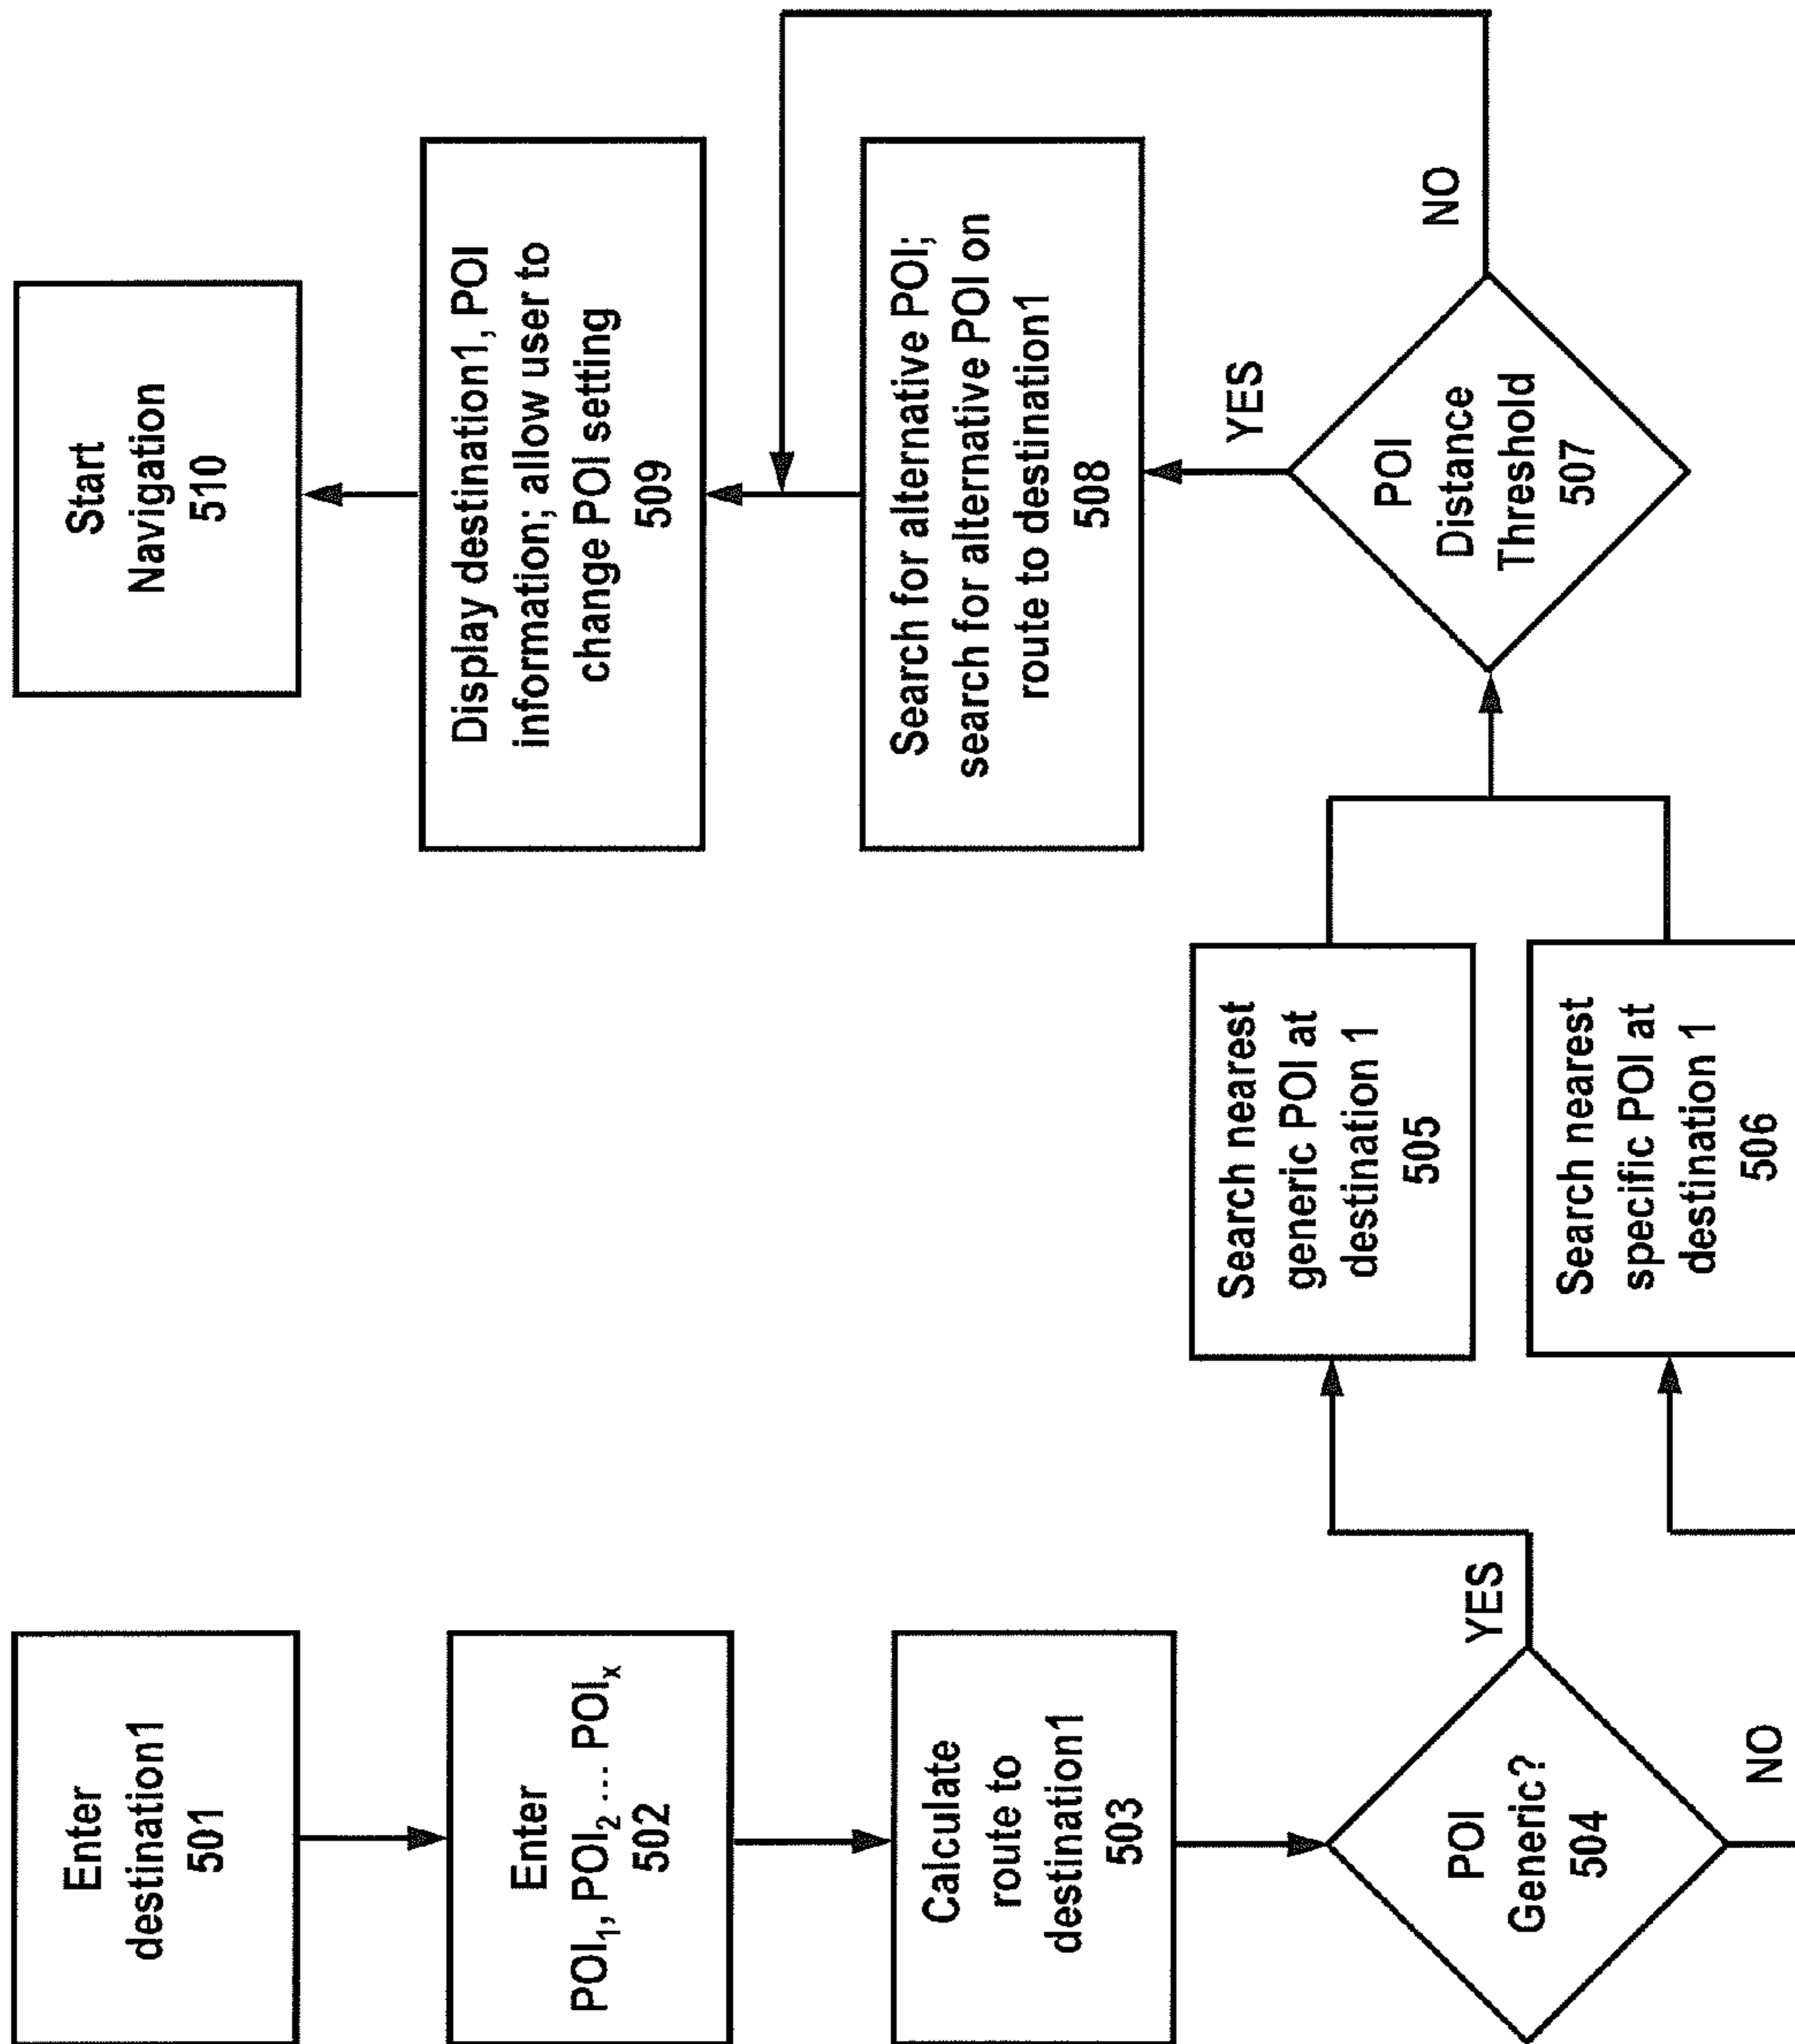 Enter
destination1
501
Enter
POI₁, POI₂ ... POIₓ
502
Calculate
route to
destination1
503
POI
Generic?
504
YES
NO
Search nearest
generic POI at
destination 1
505
Search nearest
specific POI at
destination 1
506
POI
Distance
Threshold
507
YES
NO
Search for alternative POI;
search for alternative POI on
route to destination1
508
Display destination1, POI
information; allow user to
change POI setting
509
Start
Navigation
510